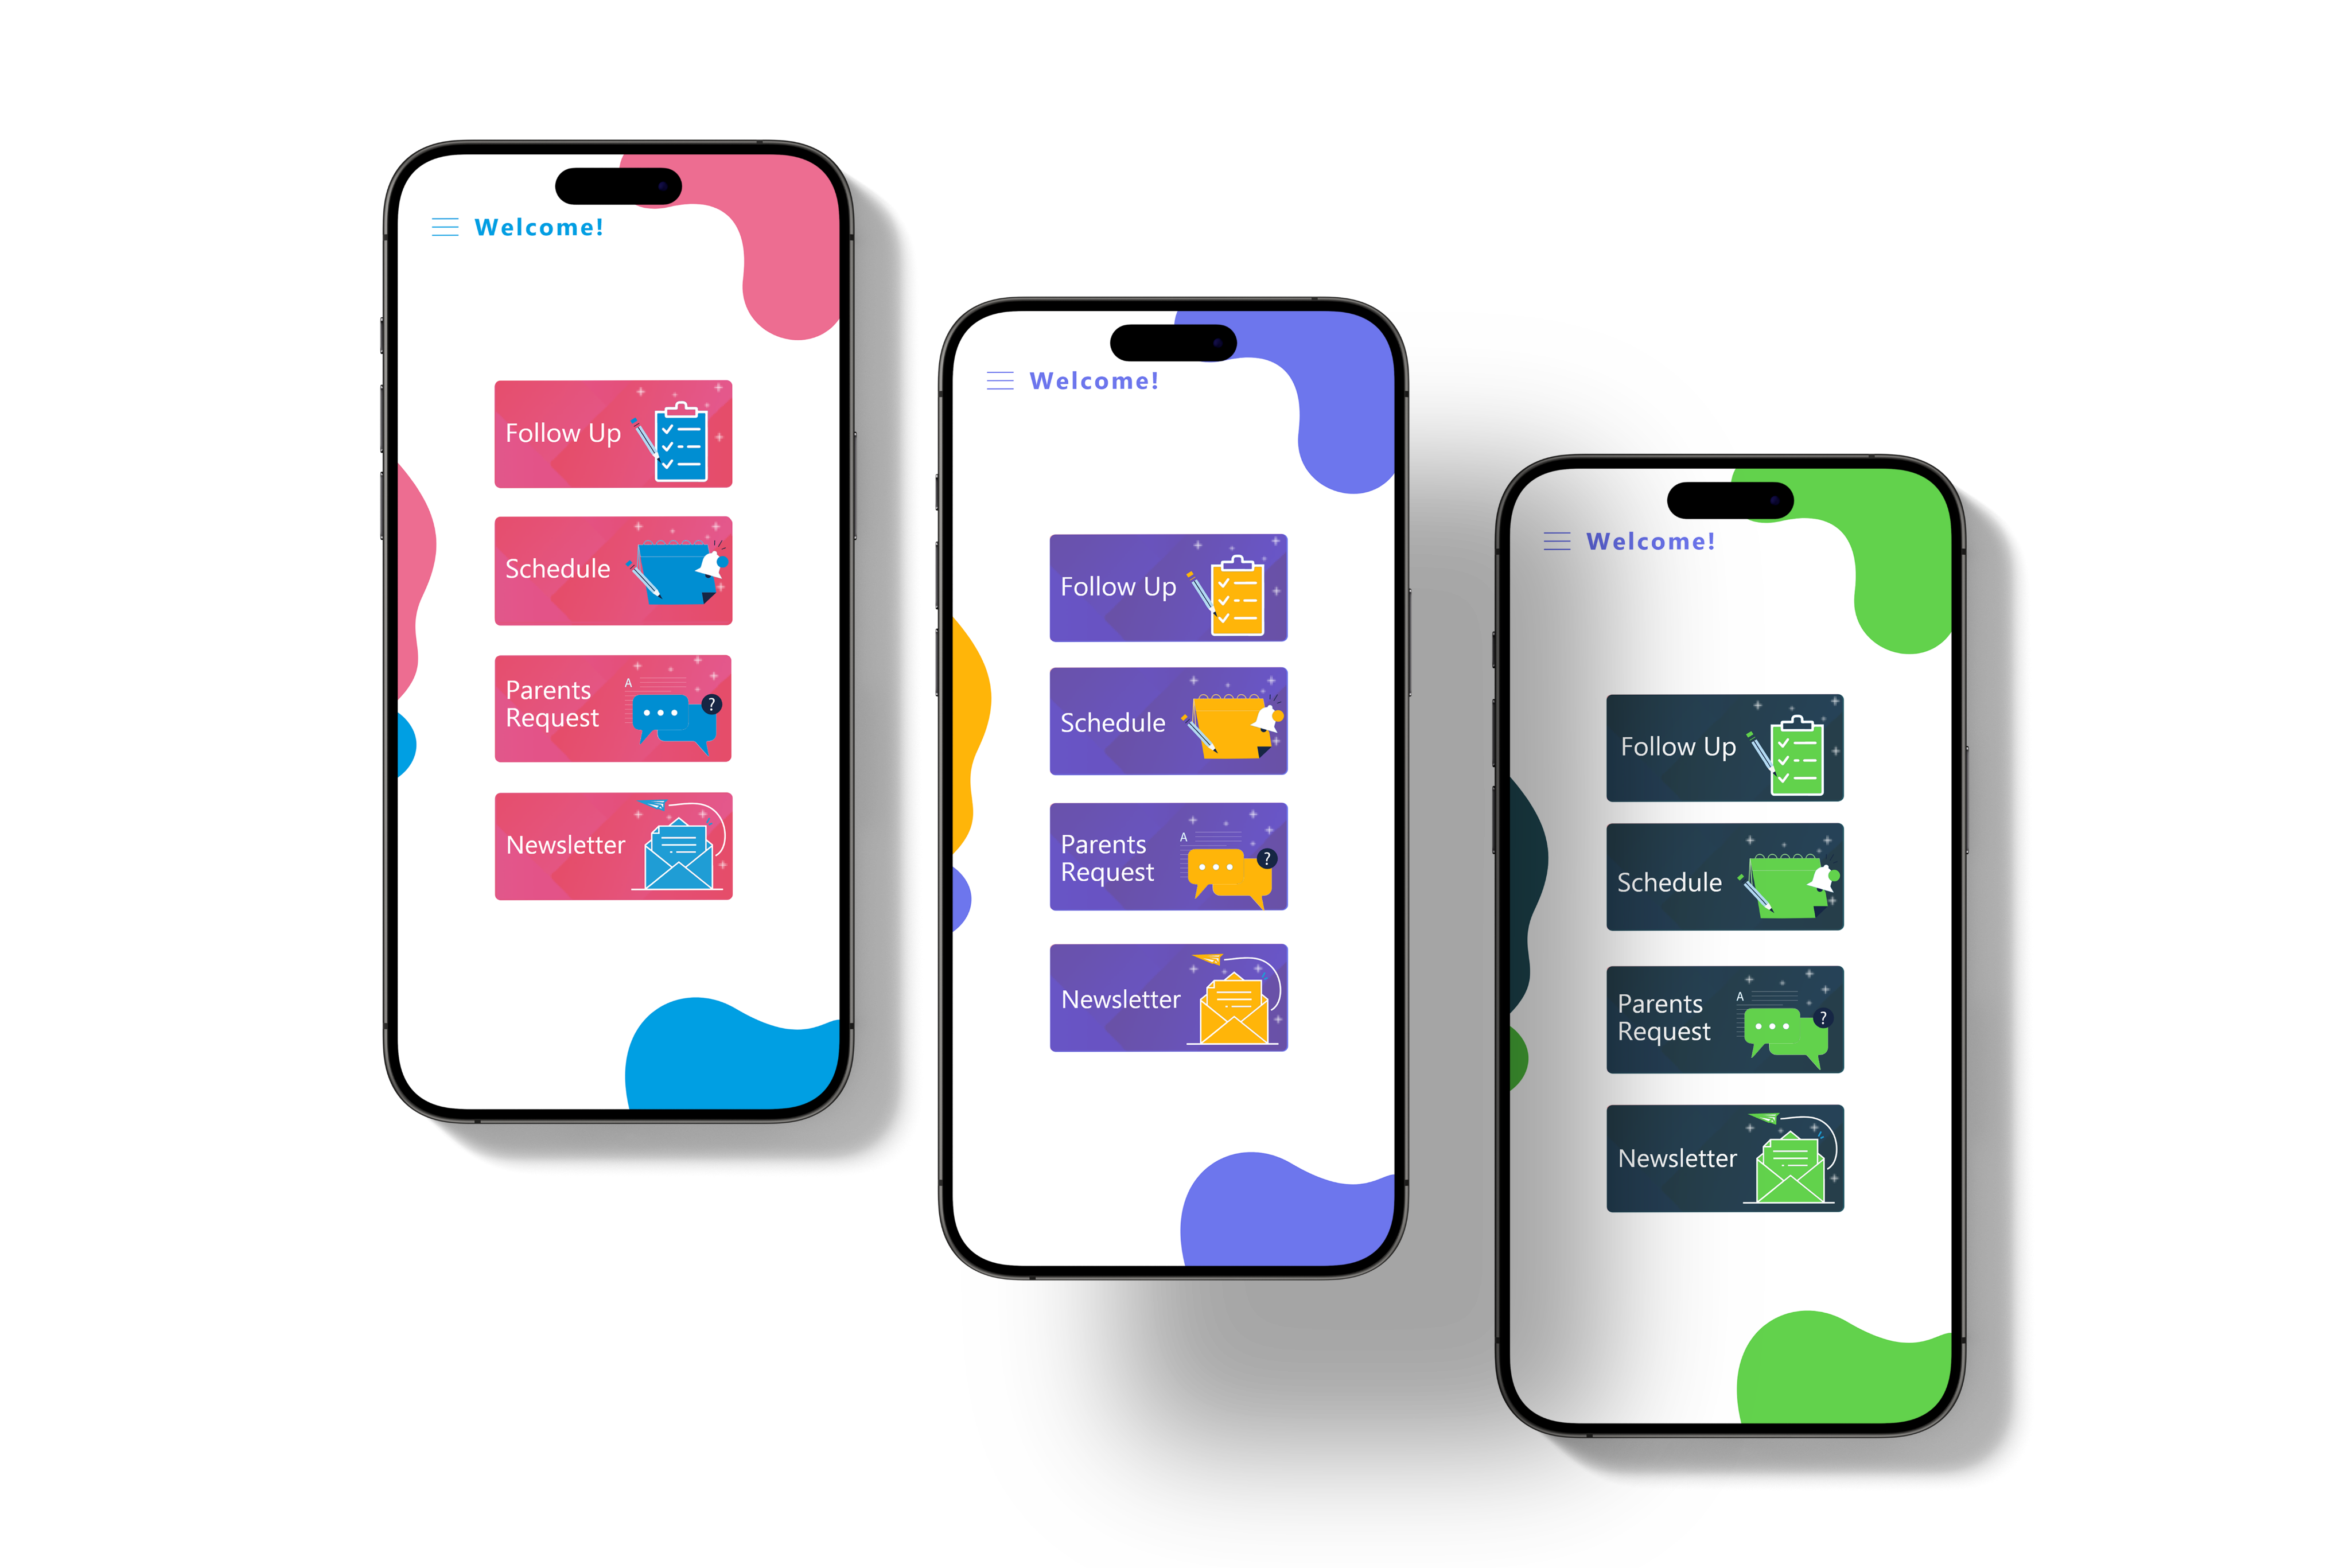 Welcome!
Follow Up
Schedule
A
Parents
Request
?
Newsletter
Welcome!
Follow Up
Schedule
A
Parents
Request
?
Newsletter
Welcome!
Follow Up
Schedule
A
Parents
Request
?
Newsletter